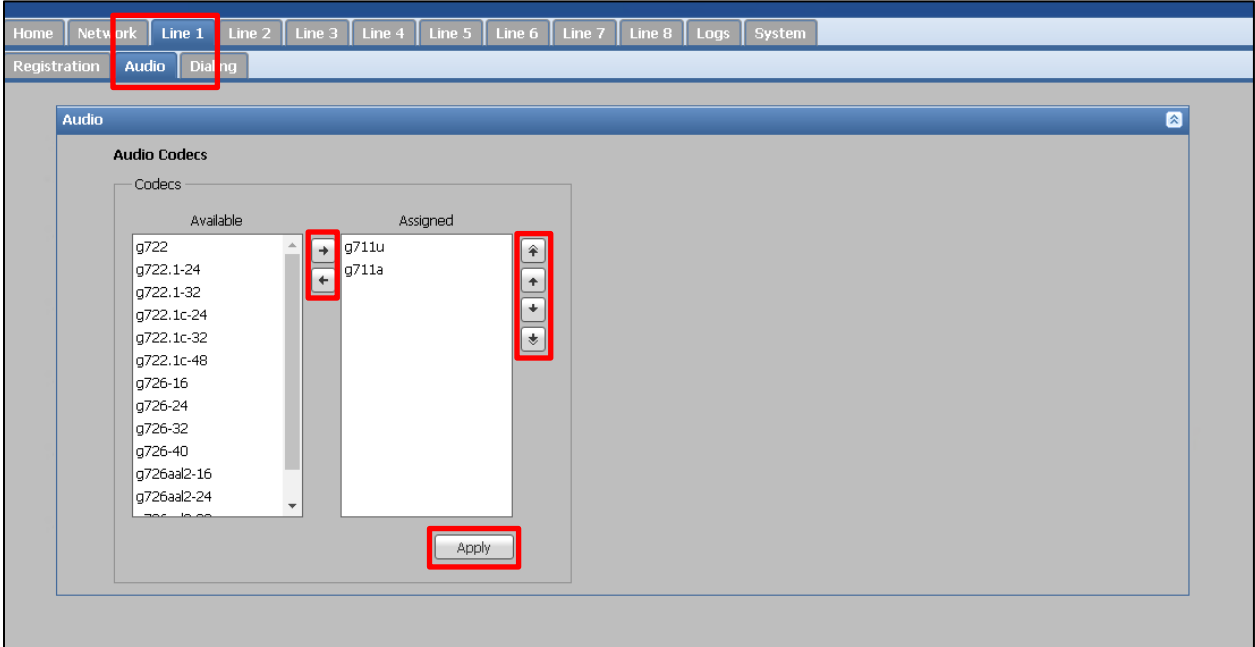 Home Network Line 1 Line 2 Line 3 Line 4 Line 5 Line 6 Line 7 Line 8 Logs System
Registration Audio Dialing
Audio
Audio Codecs
Codecs
Available Assigned
g722 g711u
g722.1-24 g711a
g722.1-32
g722.1c-24
g722.1c-32
g722.1c-48
g726-16
g726-24
g726-32
g726-40
g726aal2-16
g726aal2-24
Apply